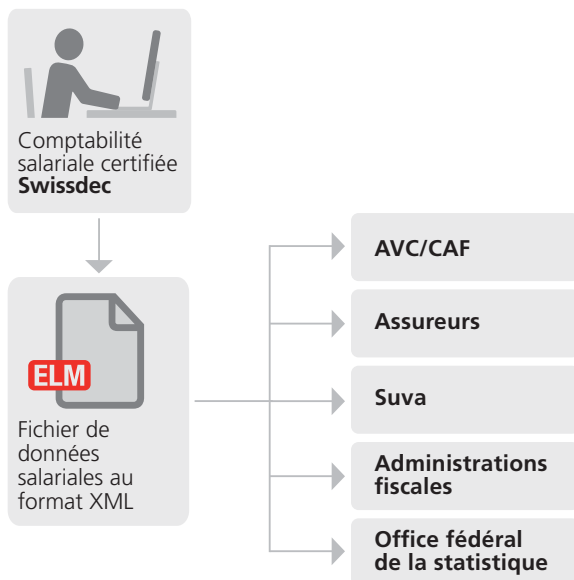 Comptabilité
salariale certifiée
Swissdec
ELM
Fichier de
données
salariales au
format XML
AVC/CAF
Assureurs
Suva
Administrations
fiscales
Office fédéral
de la statistique